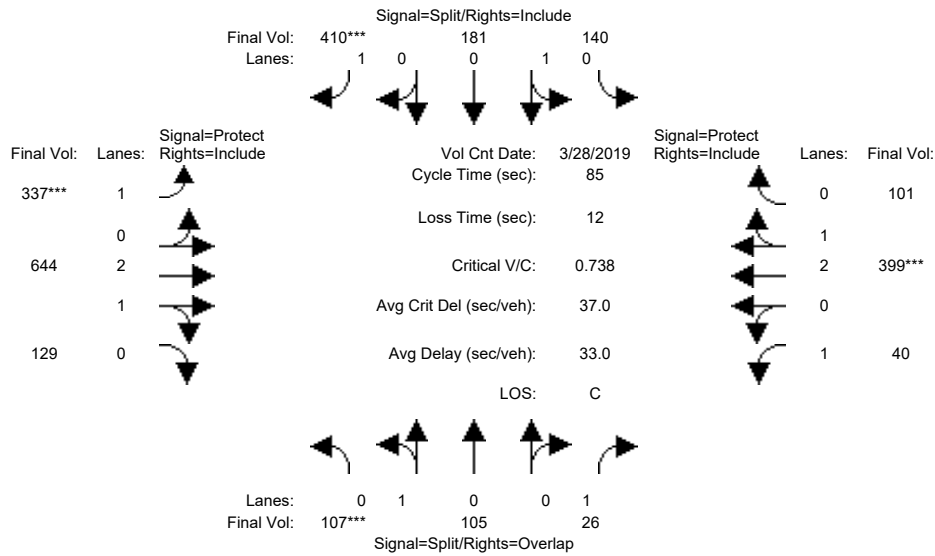 Signal=Split/Rights=Include
Final Vol: 410*** 181 140
Lanes: 1 0 0 1 0
Signal=Protect Signal=Protect
Final Vol: Lanes: Rights=Include Vol Cnt Date: 3/28/2019 Rights=Include Lanes: Final Vol:
Cycle Time (sec): 85
337*** 1 0 101
Loss Time (sec): 12
0 1
644 2 Critical V/C: 0.738 2 399***
1 Avg Crit Del (sec/veh): 37.0 0
129 0 Avg Delay (sec/veh): 33.0 1 40
LOS: C
Lanes: 0 1 0 0 1
Final Vol: 107*** 105 26
Signal=Split/Rights=Overlap